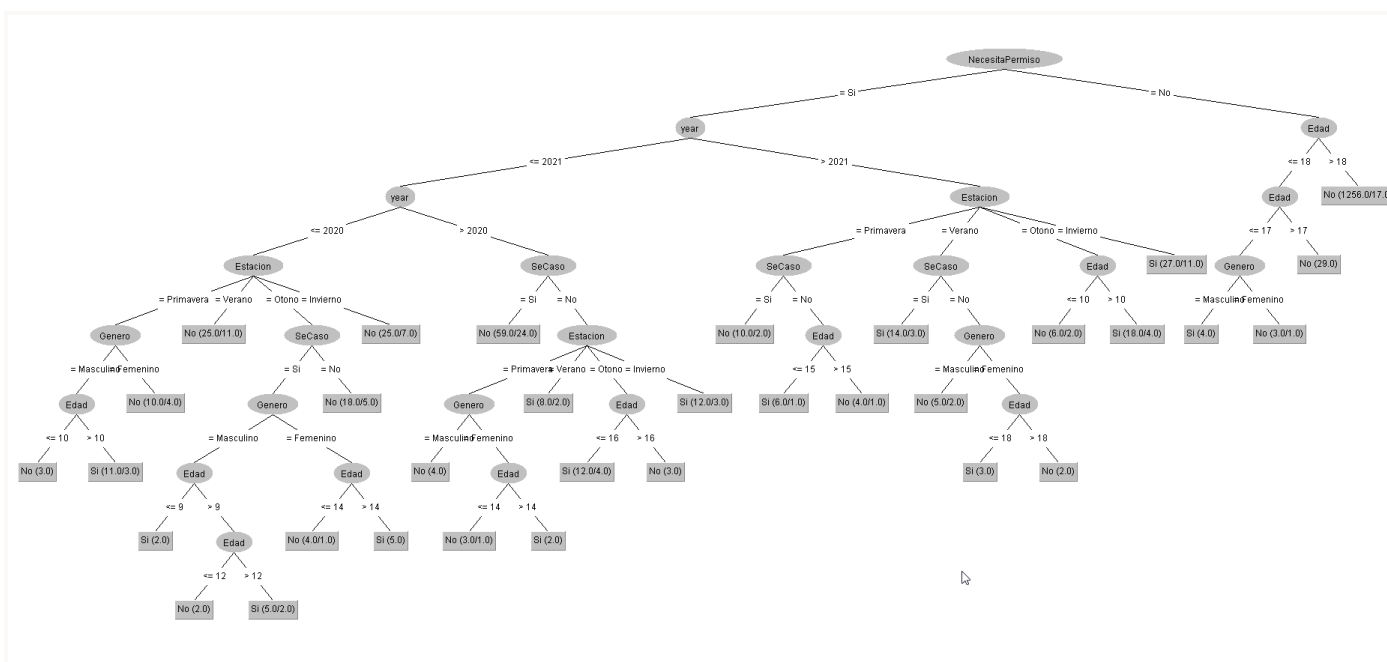 NecesitaPermiso
= Si = No
year Edad
<= 2021 > 2021 <= 18 > 18
year Estacion Edad No (1256.0/17.0
<= 2020 > 2020 = Primavera = Verano = Otono = Invierno <= 17 > 17
Estacion SeCaso SeCaso SeCaso Edad Si (27.0/11.0) Genero No (29.0)
= Primavera = Verano = Otono = Invierno = Si = No = Si = No = Si = No <= 10 > 10 = Masculino = Femenino
Genero No (25.0/11.0) SeCaso No (25.0/7.0) No (59.0/24.0) Estacion No (10.0/2.0) Edad Si (14.0/3.0) Genero No (6.0/2.0) Si (18.0/4.0) Si (4.0) No (3.0/1.0)
= Masculino = Femenino = Si = No = Primavera = Verano = Otono = Invierno <= 15 > 15 = Masculino = Femenino
Edad No (10.0/4.0) Genero No (18.0/5.0) Genero Si (8.0/2.0) Edad Si (12.0/3.0) Si (6.0/1.0) No (4.0/1.0) No (5.0/2.0) Edad
<= 10 > 10 = Masculino = Femenino = Masculino = Femenino <= 16 > 16 <= 18 > 18
No (3.0) Si (11.0/3.0) Edad Edad No (4.0) Edad Si (12.0/4.0) No (3.0) Si (3.0) No (2.0)
<= 9 > 9 <= 14 > 14 <= 14 > 14
Si (2.0) Edad No (4.0/1.0) Si (5.0) No (3.0/1.0) Si (2.0)
<= 12 > 12
No (2.0) Si (5.0/2.0)